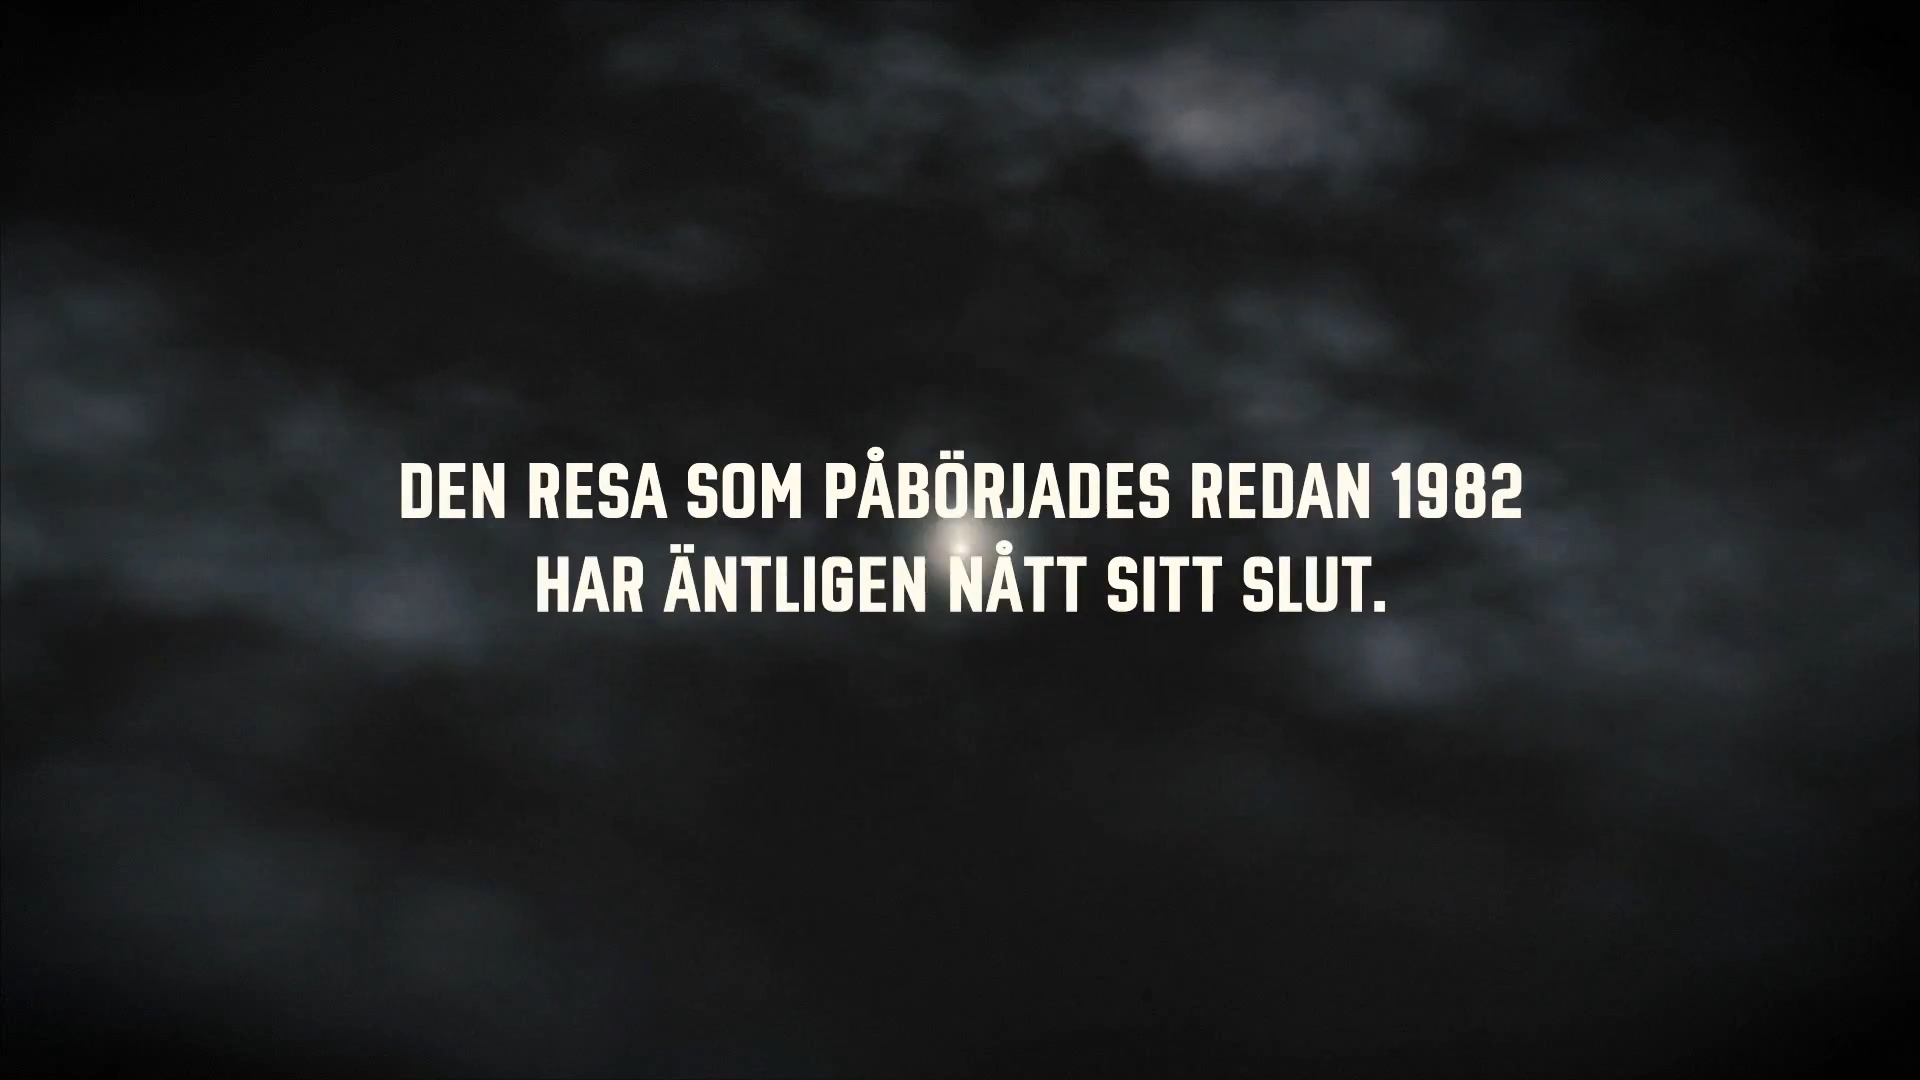 DEN RESA SOM PÅBÖRJADES REDAN 1982
HAR ÄNTLIGEN NÅTT SITT SLUT.